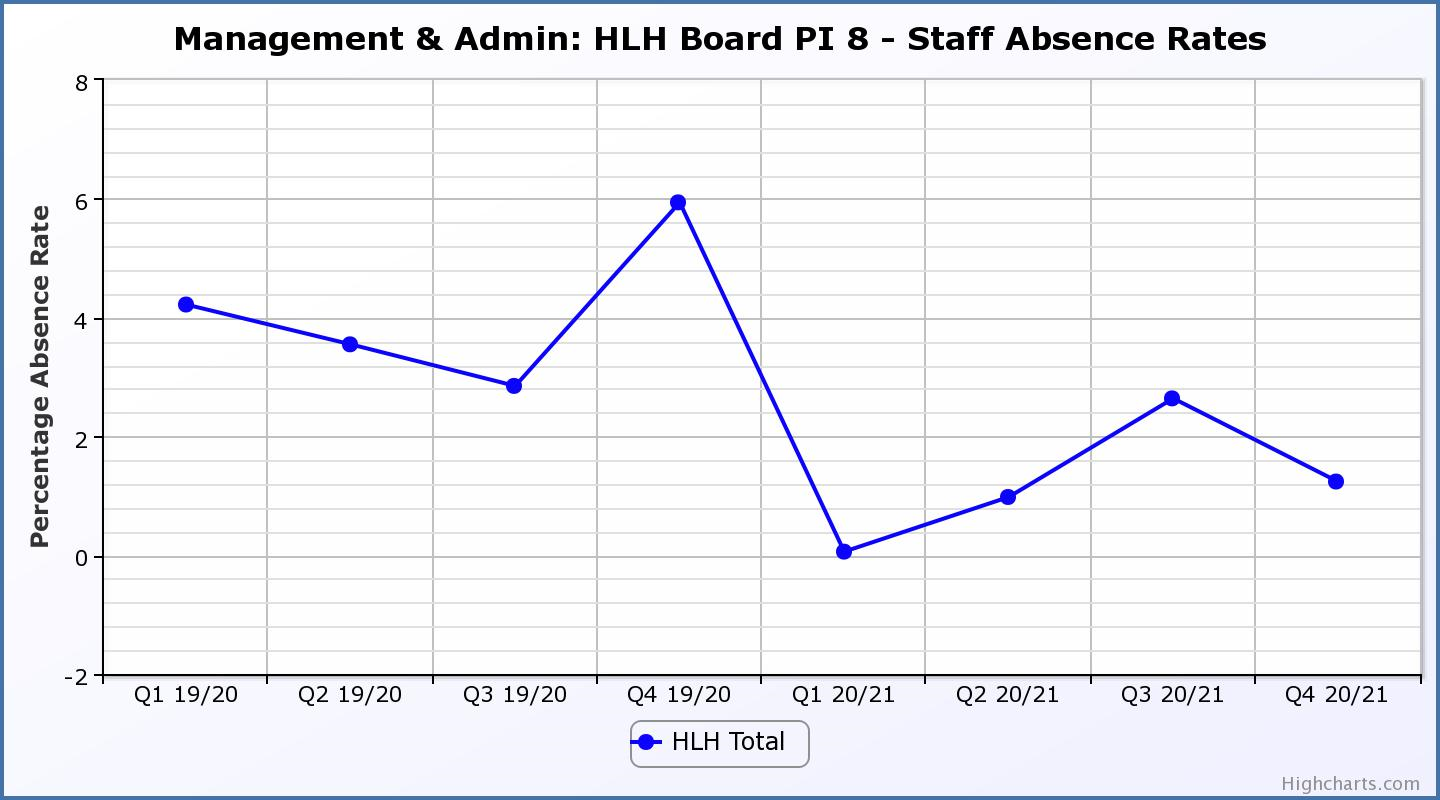 Management & Admin: HLH Board PI 8 - Staff Absence Rates
Percentage Absence Rate
8
6
4
2
0
-2
Q1 19/20 Q2 19/20 Q3 19/20 Q4 19/20 Q1 20/21 Q2 20/21 Q3 20/21 Q4 20/21
HLH Total
Highcharts.com